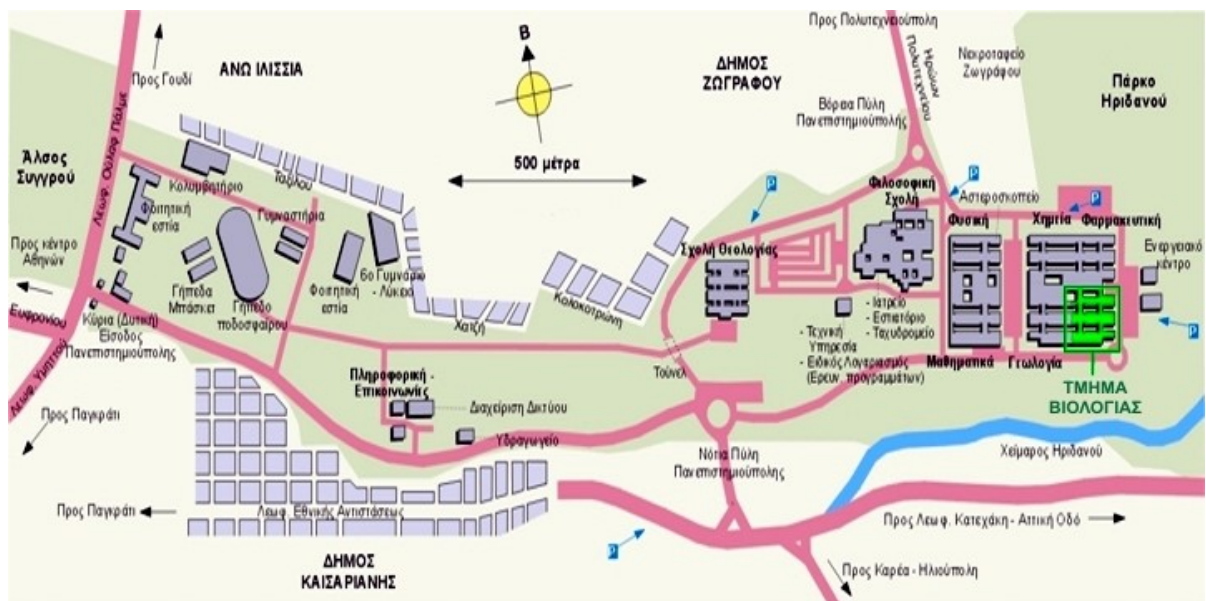 Προς Γουδί
ΑΝΩ ΙΛΙΣΣΙΑ
Β
500 μέτρα
ΔΗΜΟΣ
ΖΩΓΡΑΦΟΥ
Προς Πολυτεχνειούπολη
Ηρώων
Πολυτεχνείου
Νεκροταφείο
Ζωγράφου
Πάρκο
Ηριδανού
Βόρεια Πύλη
Πανεπιστημιούπολής
Άλσος
Συγγρού
Λεωφ. Ούλαφ Πάλμε
Κολυμβητήριο
Ταξίλου
Φοιτητική
εστία
Γυμναστήρια
Προς κέντρο
Αθηνών
Γήπεδα
Μπάσκετ
Γήπεδο
ποδοσφαίρου
Φοιτητική
εστία
6ο Γυμνάσιο
- Λύκειο
Χατζή
Κολοκοτρώνη
Σχολή Θεολογίας
Φιλοσοφική
Σχολή
Αστεροσκοπείο
Φυσική
Χημεία
Φαρμακευτική
P
P
P
P
P
Ενεργειακό
κέντρο
Ευφρονίου
Κύρια (Δυτική)
Είσοδος
Πανεπιστημιούπολης
Λεωφ. Υμηττού
- Ιατρείο
- Εστιατόριο
- Ταχυδρομείο
- Τεχνική
Υπηρεσία
- Ειδικός Λογαριασμός
(Ερευν. προγραμμάτων)
Μαθηματικά
Γεωλογία
ΤΜΗΜΑ
ΒΙΟΛΟΓΙΑΣ
Τούνελ
Πληροφορική -
Επικοινωνίες
Διαχείριση Δικτύου
Υδραγωγείο
Προς Παγκράτι
Νότια Πύλη
Πανεπιστημιούπολης
Χείμαρος Ηριδανού
Προς Παγκράτι
Λεωφ. Εθνικής Αντιστάσεως
Προς Λεωφ. Κατεχάκη - Αττική Οδό
ΔΗΜΟΣ
ΚΑΙΣΑΡΙΑΝΗΣ
Προς Καρέα - Ηλιούπολη